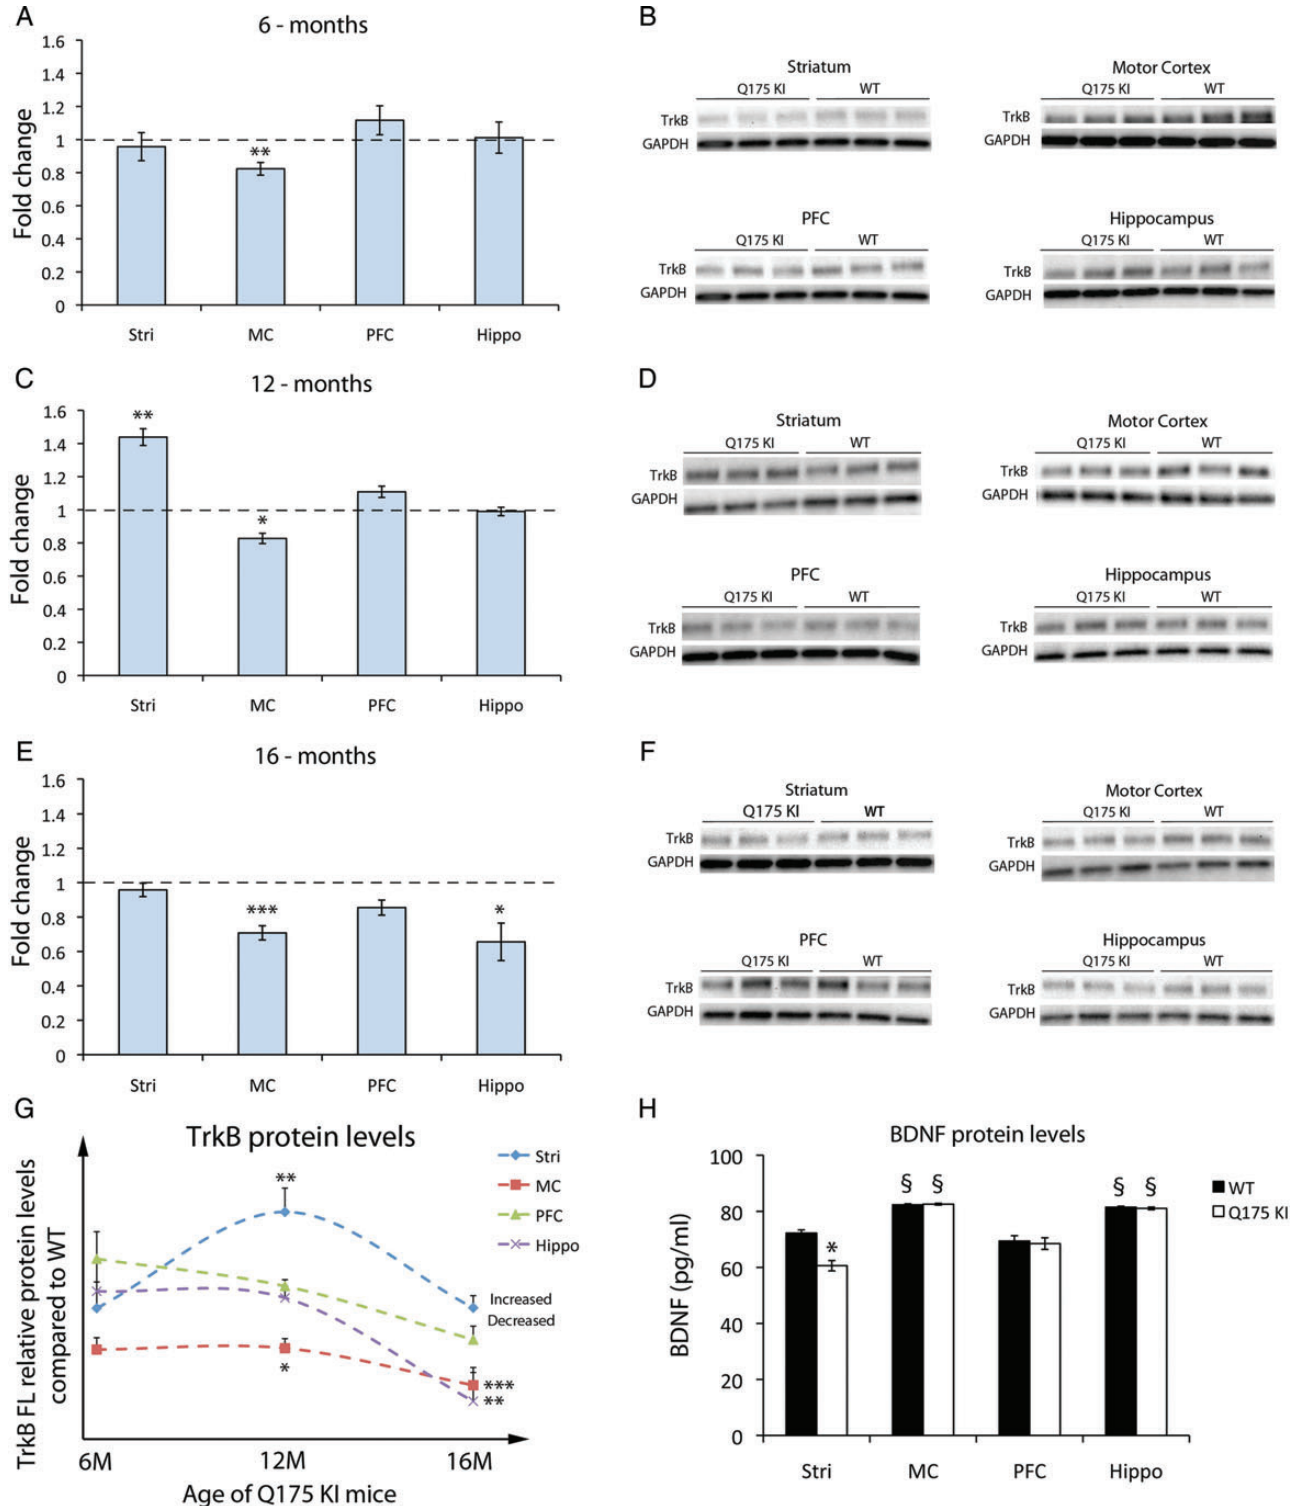 A
6 - months
Fold change
1.6
1.4
1.2
1
0.8
0.6
0.4
0.2
0
**
Stri MC PFC Hippo
B
Striatum
Q175 KI WT
TrkB
GAPDH
Motor Cortex
Q175 KI WT
TrkB
GAPDH
PFC
Q175 KI WT
TrkB
GAPDH
Hippocampus
Q175 KI WT
TrkB
GAPDH
C
12 - months
Fold change
1.6
1.4
1.2
1
0.8
0.6
0.4
0.2
0
**
*
Stri MC PFC Hippo
D
Striatum
Q175 KI WT
TrkB
GAPDH
Motor Cortex
Q175 KI WT
TrkB
GAPDH
PFC
Q175 KI WT
TrkB
GAPDH
Hippocampus
Q175 KI WT
TrkB
GAPDH
E
16 - months
Fold change
1.6
1.4
1.2
1
0.8
0.6
0.4
0.2
0
***
*
Stri MC PFC Hippo
F
Striatum
Q175 KI WT
TrkB
GAPDH
Motor Cortex
Q175 KI WT
TrkB
GAPDH
PFC
Q175 KI WT
TrkB
GAPDH
Hippocampus
Q175 KI WT
TrkB
GAPDH
G
TrkB protein levels
TrkB FL relative protein levels
compared to WT
Stri
MC
PFC
Hippo
**
*
Increased
Decreased
***
**
6M 12M 16M
Age of Q175 KI mice
H
BDNF protein levels
BDNF (pg/ml)
100
80
60
40
20
0
*
§ §
§ §
WT
Q175 KI
Stri MC PFC Hippo